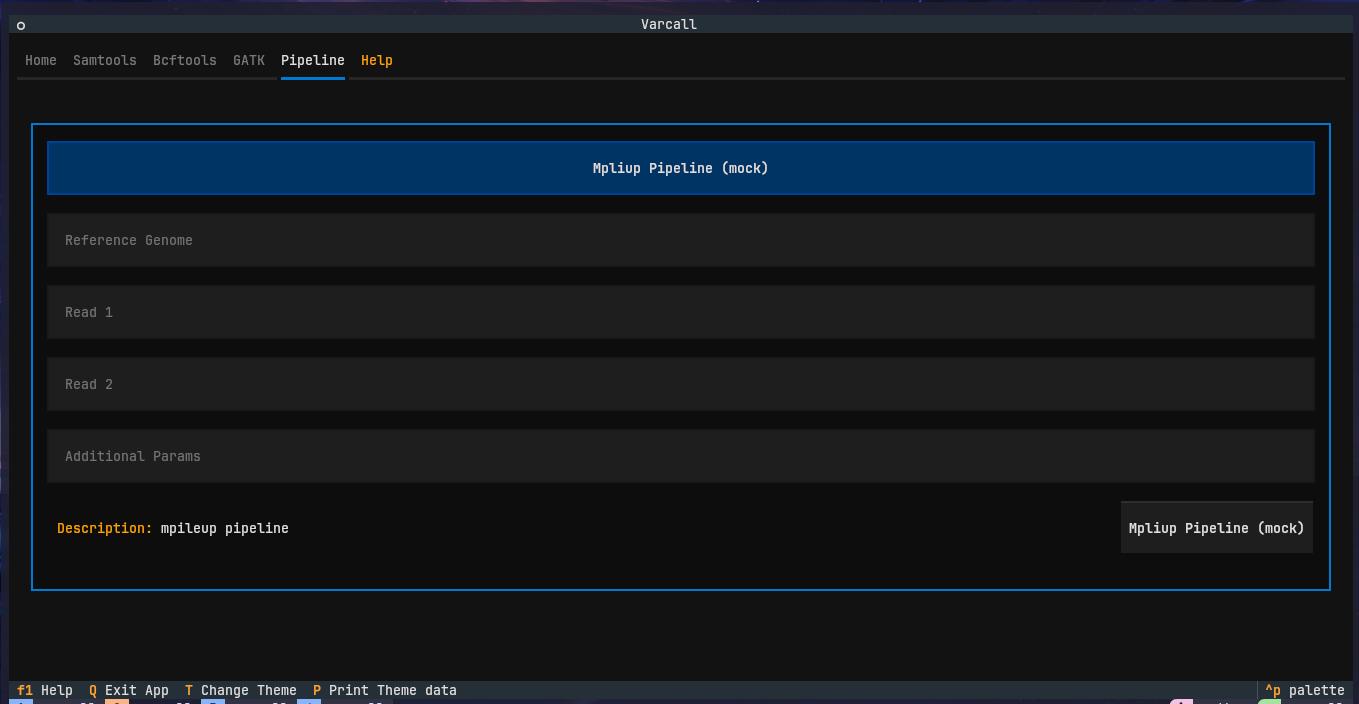 Varcall
Home Samtools Bcftools GATK Pipeline Help
Mpliup Pipeline (mock)
Reference Genome
Read 1
Read 2
Additional Params
Description: mpileup pipeline
Mpliup Pipeline (mock)
f1 Help Q Exit App T Change Theme P Print Theme data ^p palette